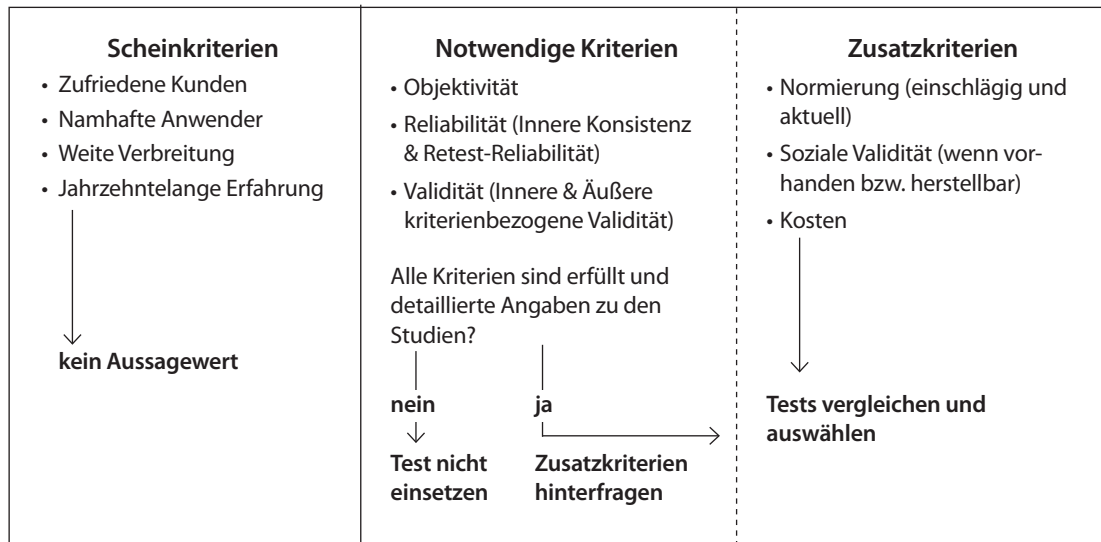 Scheinkriterien
• Zufriedene Kunden
• Namhafte Anwender
• Weite Verbreitung
• Jahrzehntelange Erfahrung
kein Aussagewert
Notwendige Kriterien
• Objektivität
• Reliabilität (Innere Konsistenz
& Retest-Reliabilität)
• Validität (Innere & Äußere
kriterienbezogene Validität)
Alle Kriterien sind erfüllt und
detaillierte Angaben zu den
Studien?
nein
ja
Test nicht
einsetzen
Zusatzkriterien
hinterfragen
Zusatzkriterien
• Normierung (einschlägig und
aktuell)
• Soziale Validität (wenn vor-
handen bzw. herstellbar)
• Kosten
Tests vergleichen und
auswählen